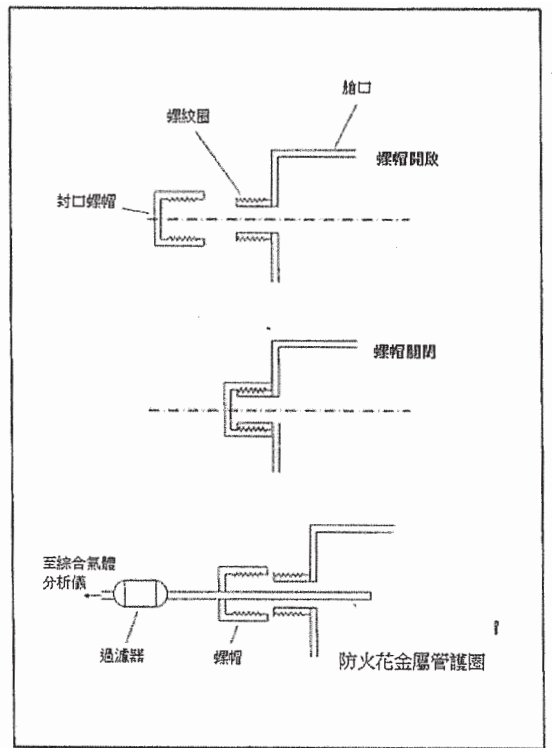 艙口
螺紋圈
螺帽開啟
封口螺帽
螺帽關閉
至綜合氣體
分析儀
過濾器
螺帽
防火花金屬管護圈